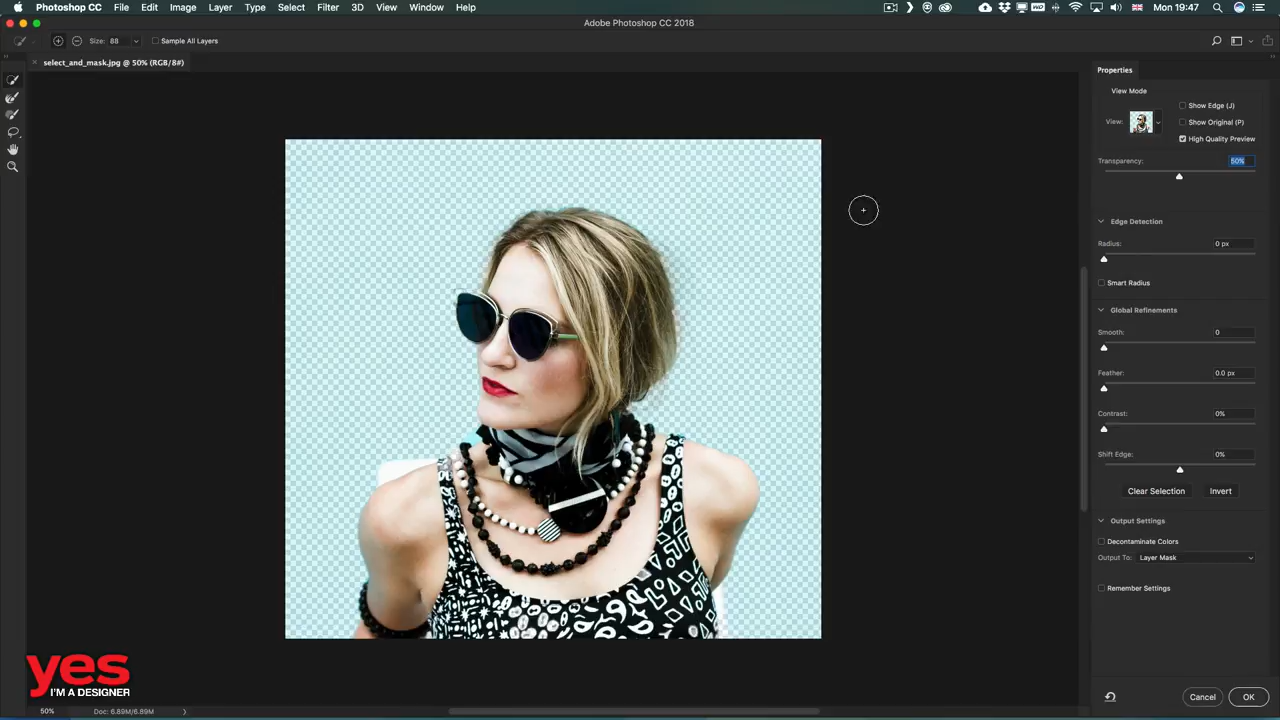 Photoshop CC File Edit Image Layer Type Select Filter 3D View Window Help Mon 19:47
Adobe Photoshop CC 2018
Size: 88 Sample All Layers
select_and_mask.jpg @ 50% (RGB/8#)
Properties
View Mode
View:
Show Edge (J)
Show Original (P)
High Quality Preview
Transparency: 50%
Edge Detection
Radius: 0 px
Smart Radius
Global Refinements
Smooth: 0
Feather: 0.0 px
Contrast: 0%
Shift Edge: 0%
Clear Selection Invert
Output Settings
Decontaminate Colors
Output To: Layer Mask
Remember Settings
yes
I'M A DESIGNER
Cancel OK
50% Doc: 6.89M/6.89M